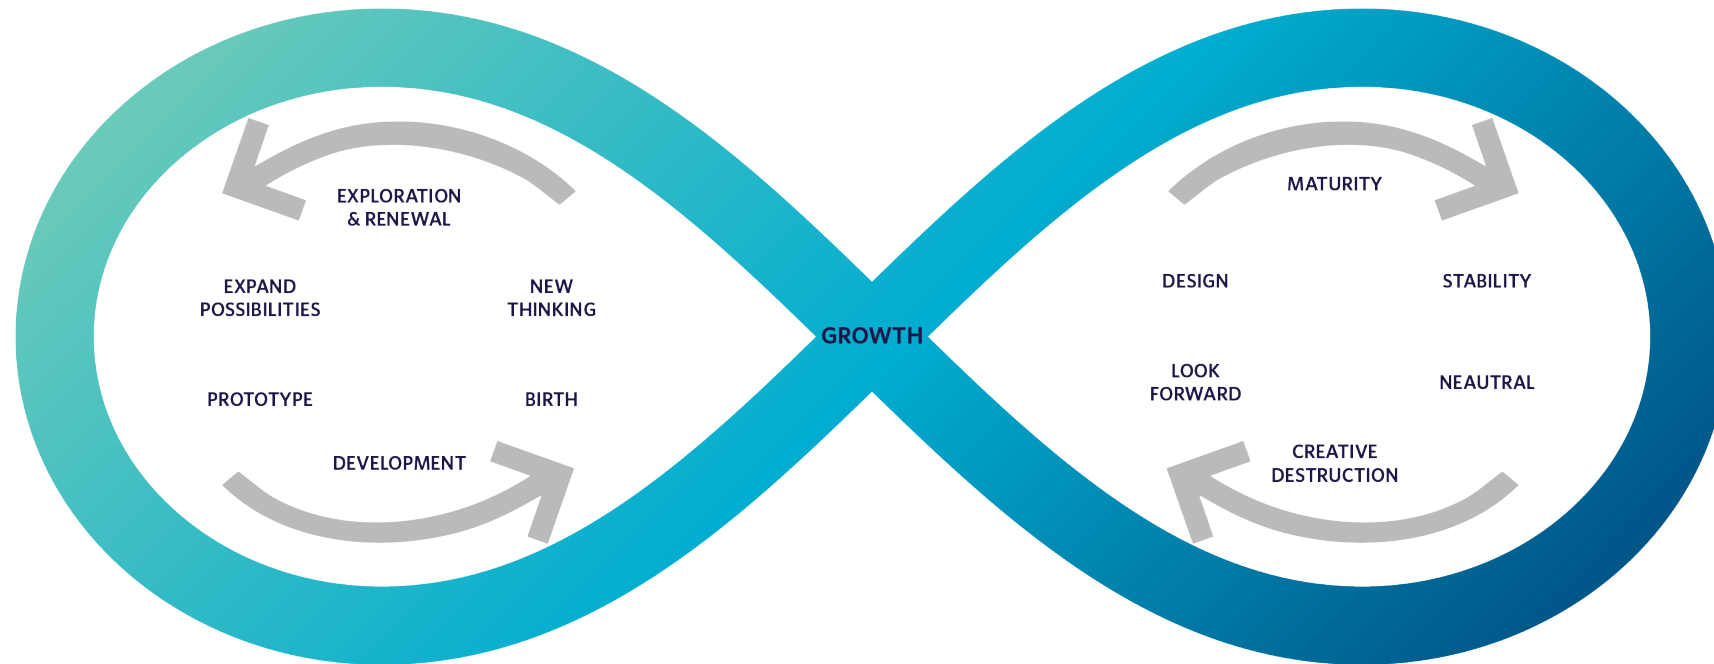 EXPLORATION
& RENEWAL
EXPAND
POSSIBILITIES
NEW
THINKING
PROTOTYPE
BIRTH
DEVELOPMENT
GROWTH
MATURITY
DESIGN
STABILITY
LOOK
FORWARD
NEAUTRAL
CREATIVE
DESTRUCTION